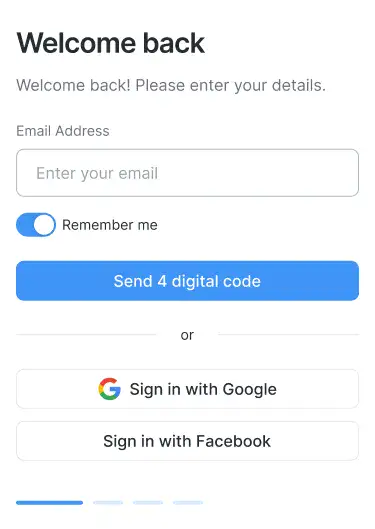 Welcome back
Welcome back! Please enter your details.
Email Address
Enter your email
Remember me
Send 4 digital code
or
Sign in with Google
Sign in with Facebook